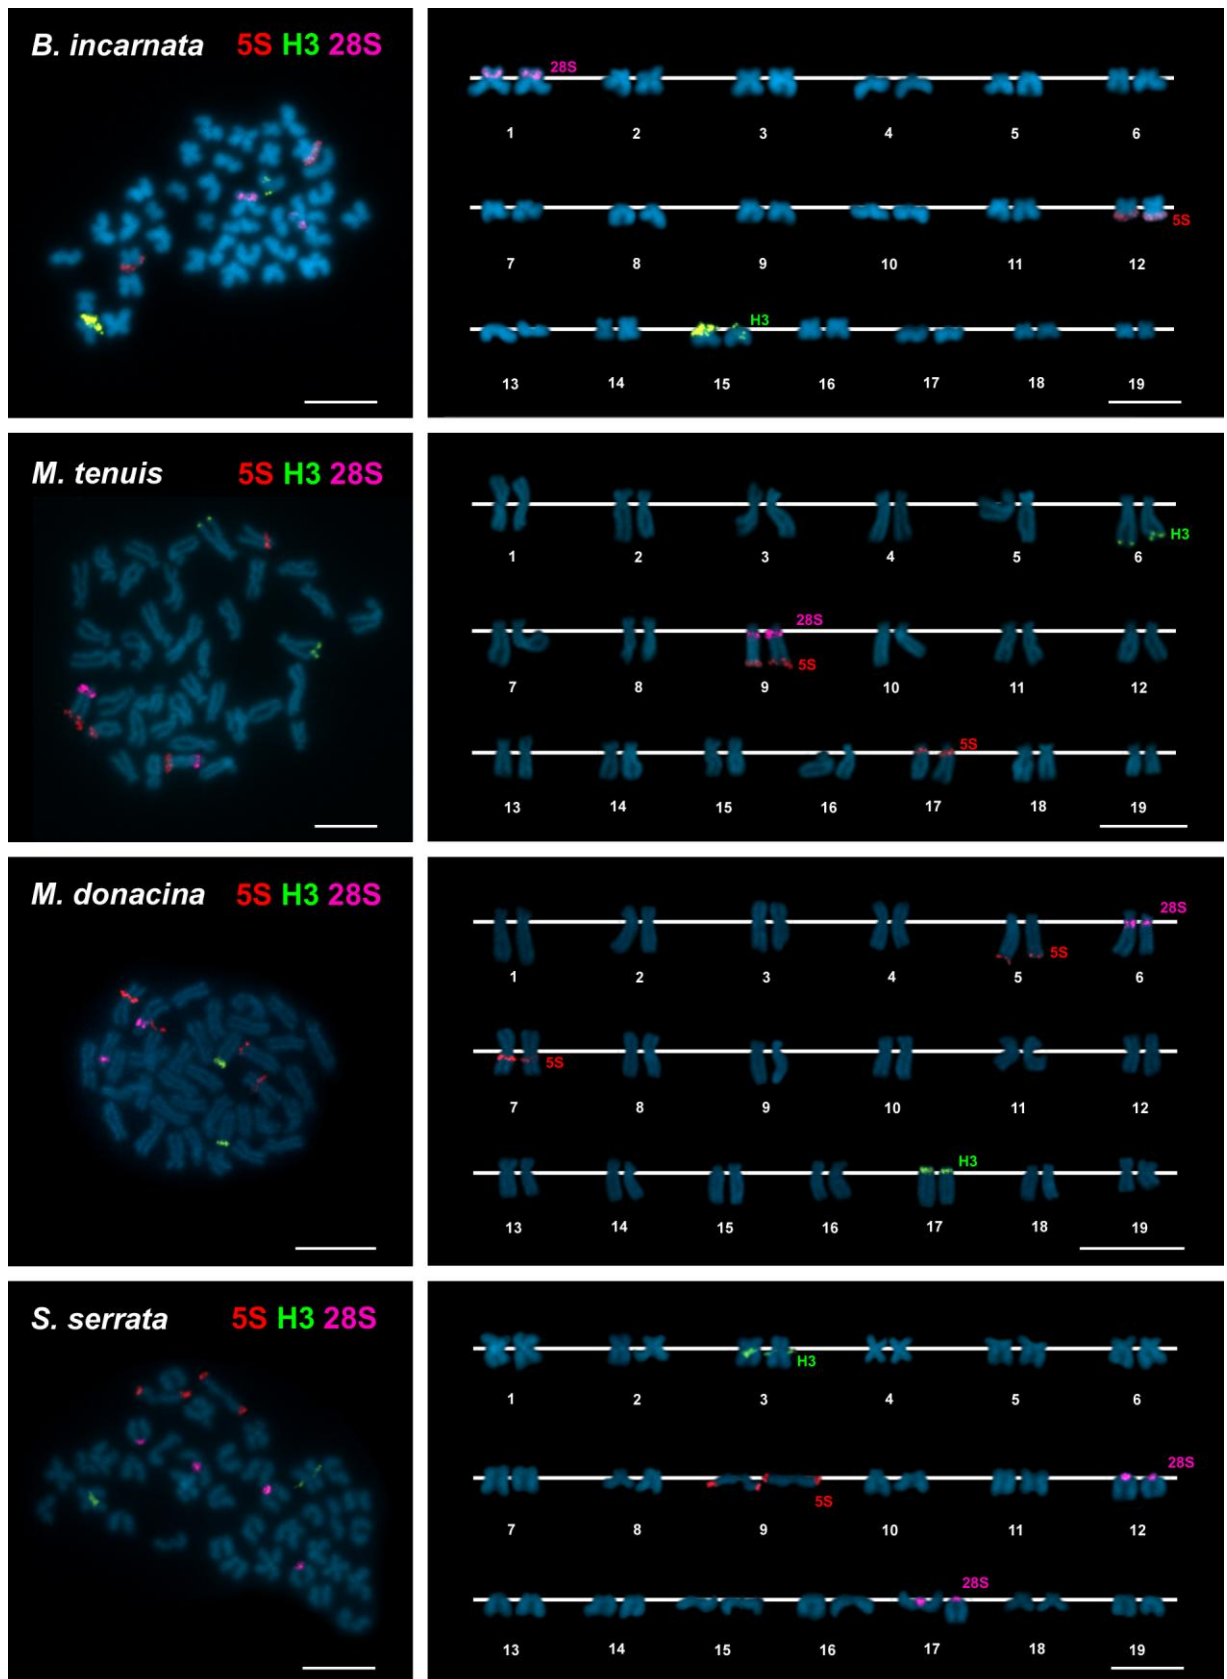 B. incarnata 5S H3 28S
28S
1 2 3 4 5 6
5S
7 8 9 10 11 12
H3
13 14 15 16 17 18 19
M. tenuis 5S H3 28S
H3
1 2 3 4 5 6
28S
5S
7 8 9 10 11 12
5S
13 14 15 16 17 18 19
M. donacina 5S H3 28S
28S
5S
1 2 3 4 5 6
5S
7 8 9 10 11 12
H3
13 14 15 16 17 18 19
S. serrata 5S H3 28S
H3
1 2 3 4 5 6
28S
5S
7 8 9 10 11 12
28S
13 14 15 16 17 18 19